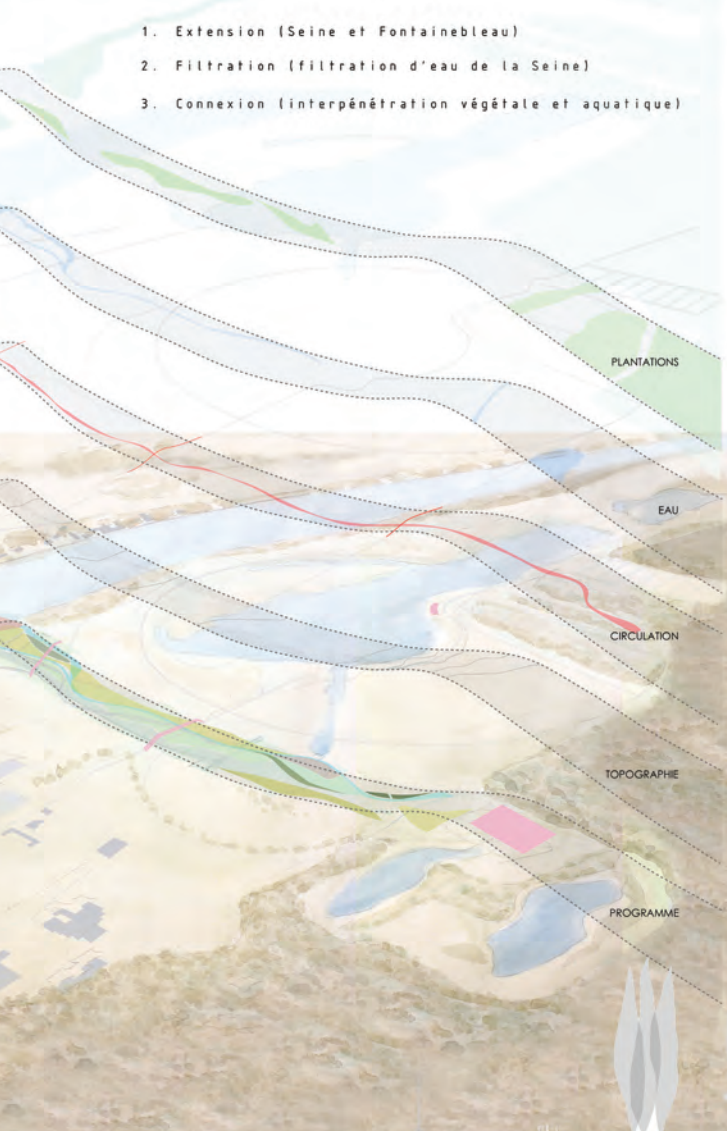 1. Extension (Seine et Fontainebleau)
2. Filtration (filtration d'eau de la Seine)
3. Connexion (interpénétration végétale et aquatique)
PLANTATIONS
EAU
CIRCULATION
TOPOGRAPHIE
PROGRAMME